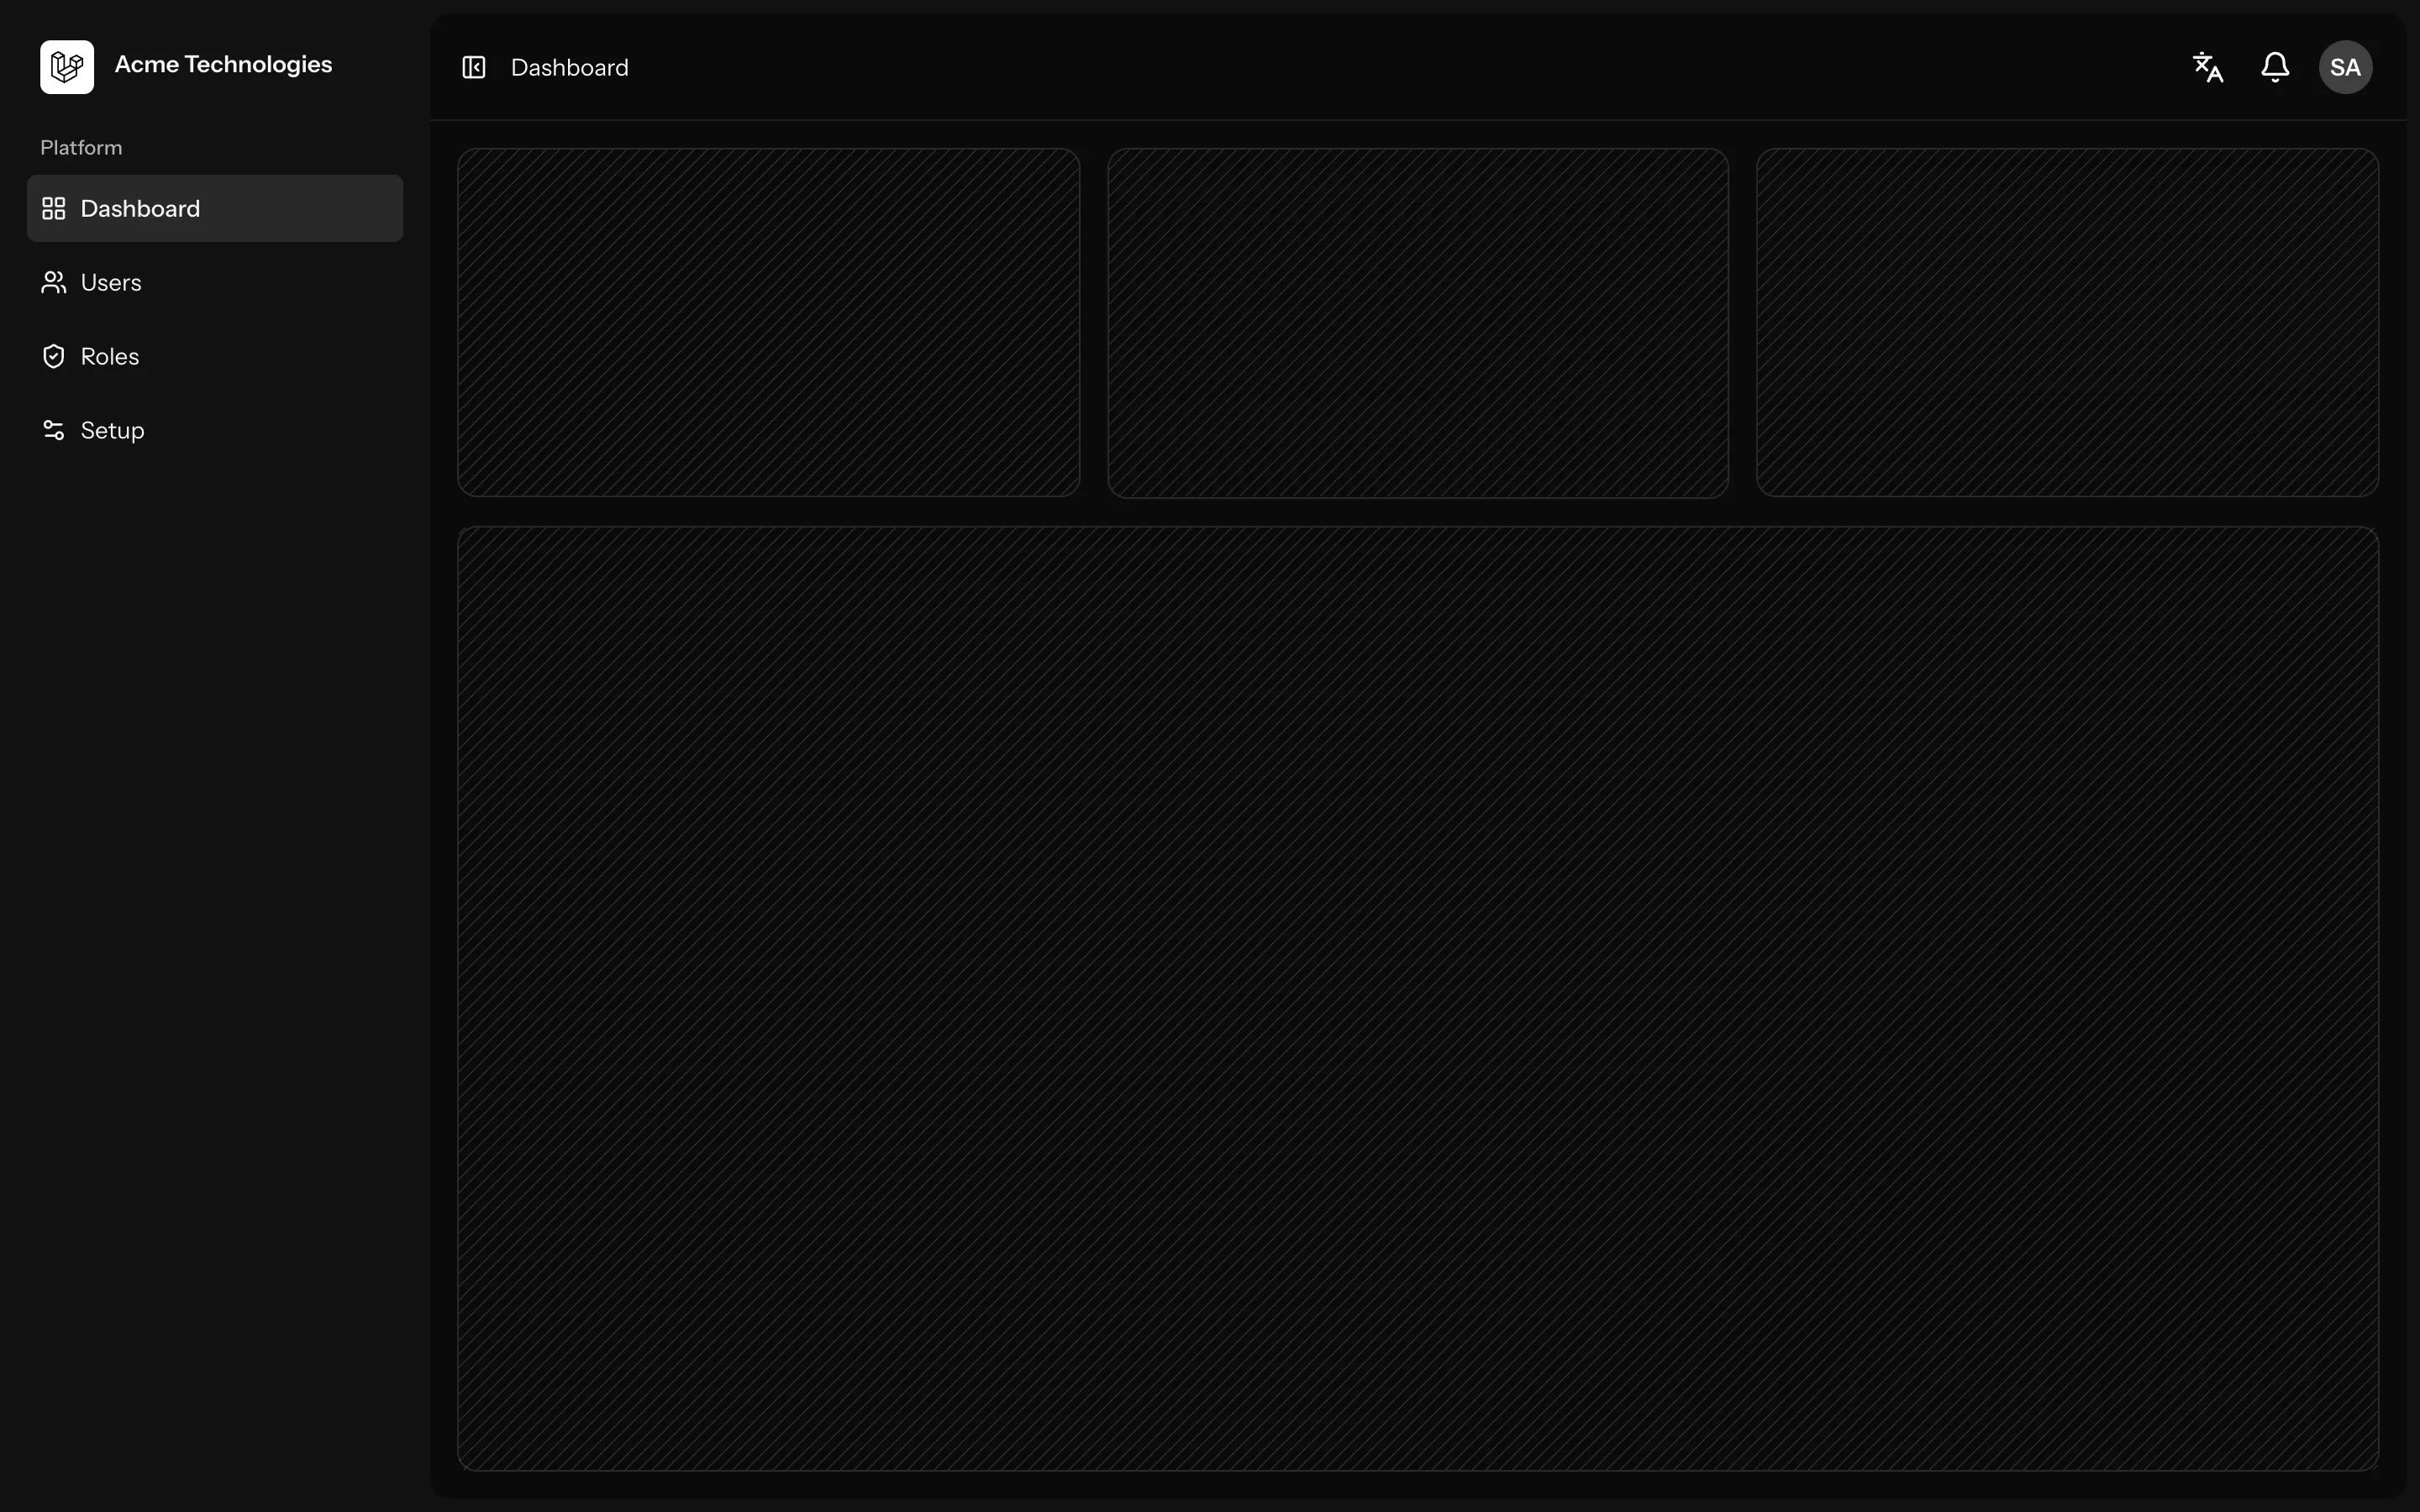 Acme Technologies
Platform
Dashboard
Users
Roles
Setup
Dashboard
SA